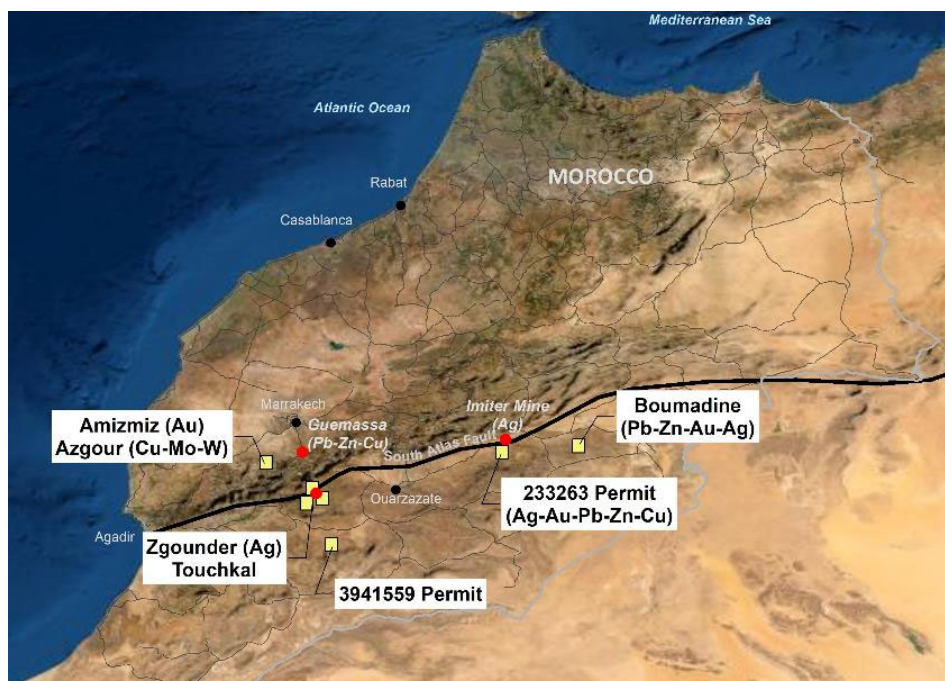 Mediterranean Sea
Atlantic Ocean
MOROCCO
Rabat
Casablanca
Marrakech
Guemassa
(Pb-Zn-Cu)
Imiter Mine
(Ag)
Boumadine
(Pb-Zn-Au-Ag)
Amizmiz (Au)
Azgour (Cu-Mo-W)
South Atlas Fault
Ouarzazate
233263 Permit
(Ag-Au-Pb-Zn-Cu)
Agadir
Zgounder (Ag)
Touchkal
3941559 Permit